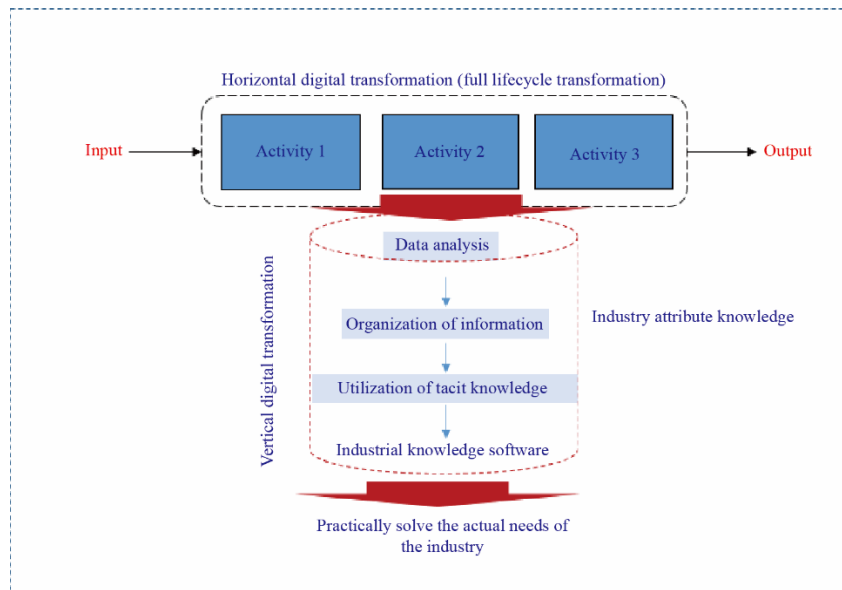 Horizontal digital transformation (full lifecycle transformation)
Input
Activity 1
Activity 2
Activity 3
Output
Data analysis
Organization of information
Utilization of tacit knowledge
Industrial knowledge software
Vertical digital transformation
Industry attribute knowledge
Practically solve the actual needs of
the industry